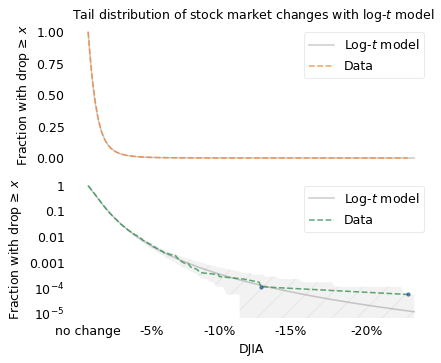 Tail distribution of stock market changes with log-t model
Fraction with drop ≥ x
1.00
0.75
0.50
0.25
0.00
Log-t model
Data
Fraction with drop ≥ x
1
0.1
0.01
0.001
10⁻⁴
10⁻⁵
Log-t model
Data
no change -5% -10% -15% -20%
DJIA